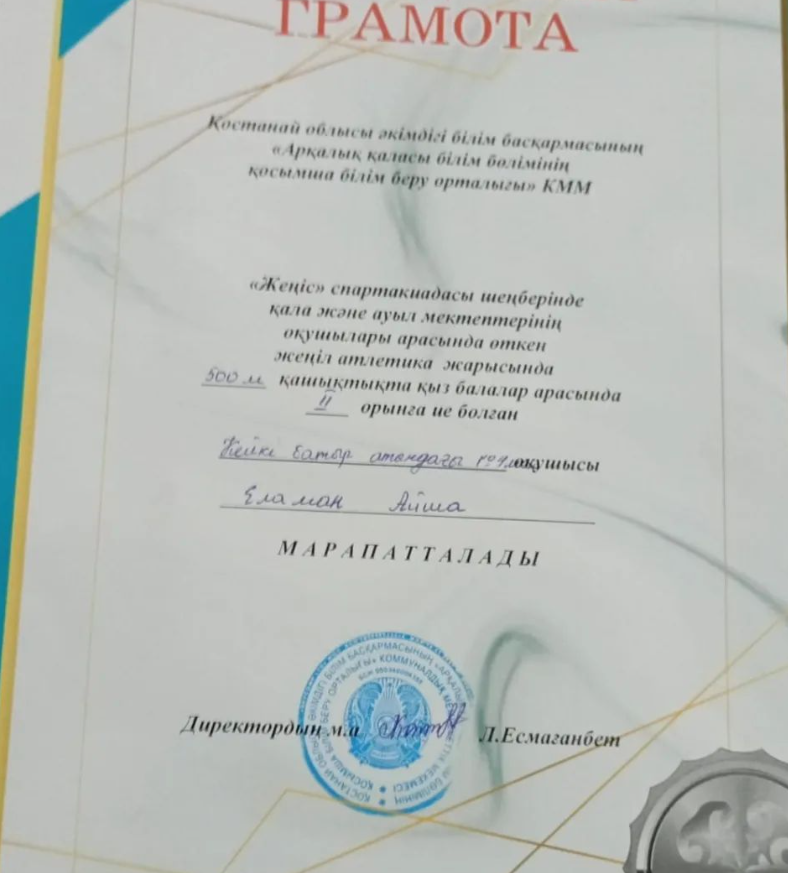 ГРАМОТА
Қостанай облысы әкімдігі білім басқармасының
«Арқалық қаласы білім бөлімінің
қосымша білім беру орталығы» КММ
«Жеңіс» спартакиадасы шеңберінде
қала және ауыл мектептерінің
оқушылары арасында өткен
жеңіл атлетика жарысында
500 м қашықтықта қыз балалар арасында
II орынға ие болған
Кейкі батыр атындағы оқушысы
Еламан Айша
МАРАПАТТАЛАДЫ
Директордың м.а Л.Есмағанбет